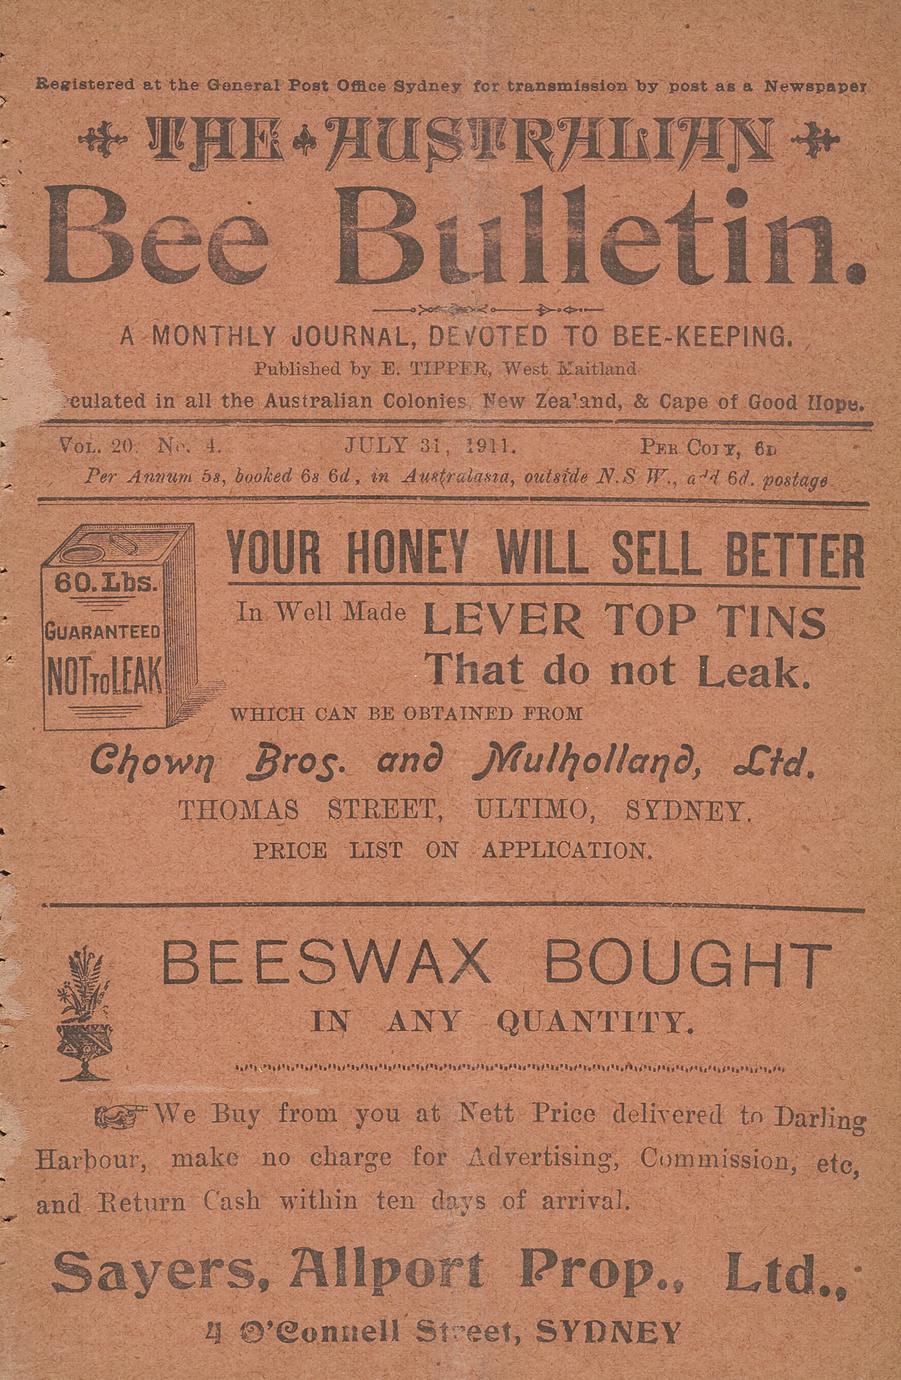 Registered at the General Post Office Sydney for transmission by post as a Newspaper
THE AUSTRALIAN
Bee Bulletin.
A MONTHLY JOURNAL, DEVOTED TO BEE-KEEPING.
Published by E. TIPPER, West Maitland
culated in all the Australian Colonies, New Zealand, & Cape of Good Hope.
VOL. 20. No. 4. JULY 31, 1911. PER COPY, 6D
Per Annum 5s, booked 6s 6d, in Australasia, outside N.S W., add 6d. postage
60. Lbs.
GUARANTEED
NOT TO LEAK
YOUR HONEY WILL SELL BETTER
In Well Made LEVER TOP TINS
That do not Leak.
WHICH CAN BE OBTAINED FROM
Chown Bros. and Mulholland, Ltd.
THOMAS STREET, ULTIMO, SYDNEY.
PRICE LIST ON APPLICATION.
BEESWAX BOUGHT
IN ANY QUANTITY.
We Buy from you at Nett Price delivered to Darling
Harbour, make no charge for Advertising, Commission, etc,
and Return Cash within ten days of arrival.
Sayers, Allport Prop., Ltd.,
4 O'Connell Street, SYDNEY